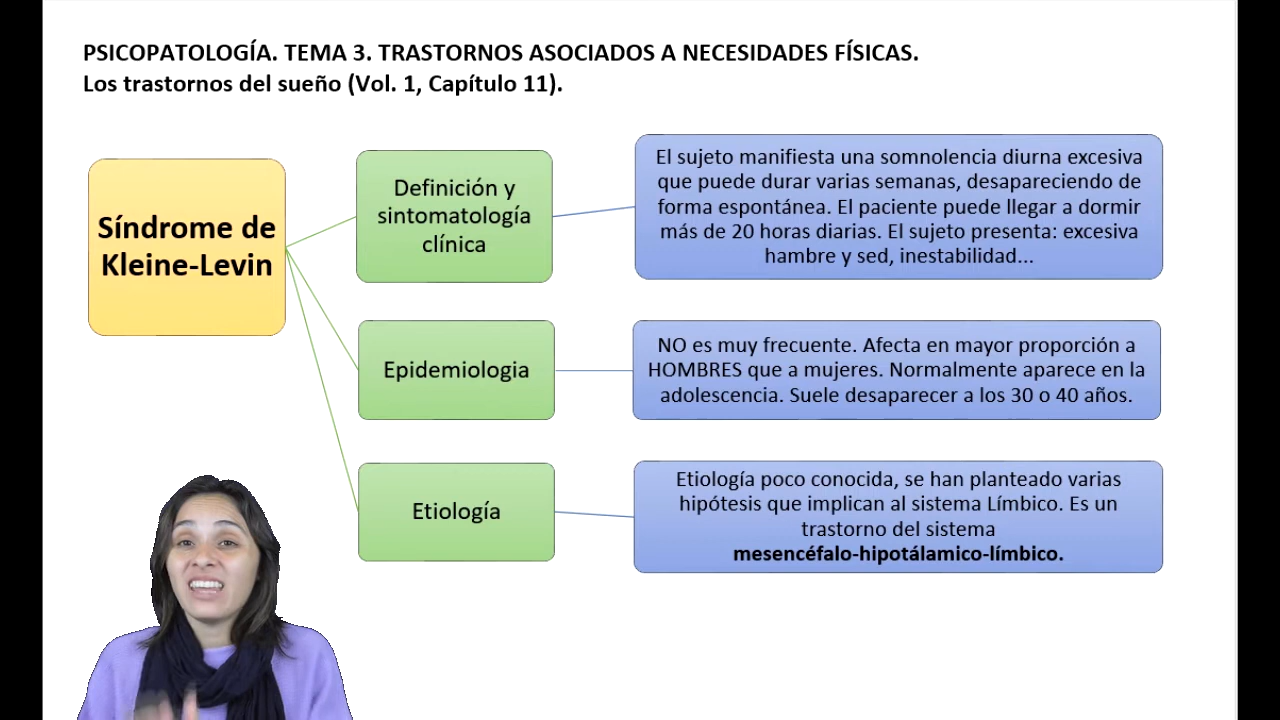 PSICOPATOLOGÍA. TEMA 3. TRASTORNOS ASOCIADOS A NECESIDADES FÍSICAS.
Los trastornos del sueño (Vol. 1, Capítulo 11).
Síndrome de
Kleine-Levin
Definición y
sintomatología
clínica
El sujeto manifiesta una somnolencia diurna excesiva
que puede durar varias semanas, desapareciendo de
forma espontánea. El paciente puede llegar a dormir
más de 20 horas diarias. El sujeto presenta: excesiva
hambre y sed, inestabilidad...
Epidemiologia
NO es muy frecuente. Afecta en mayor proporción a
HOMBRES que a mujeres. Normalmente aparece en la
adolescencia. Suele desaparecer a los 30 o 40 años.
Etiología
Etiología poco conocida, se han planteado varias
hipótesis que implican al sistema Límbico. Es un
trastorno del sistema
mesencéfalo-hipotálamico-límbico.